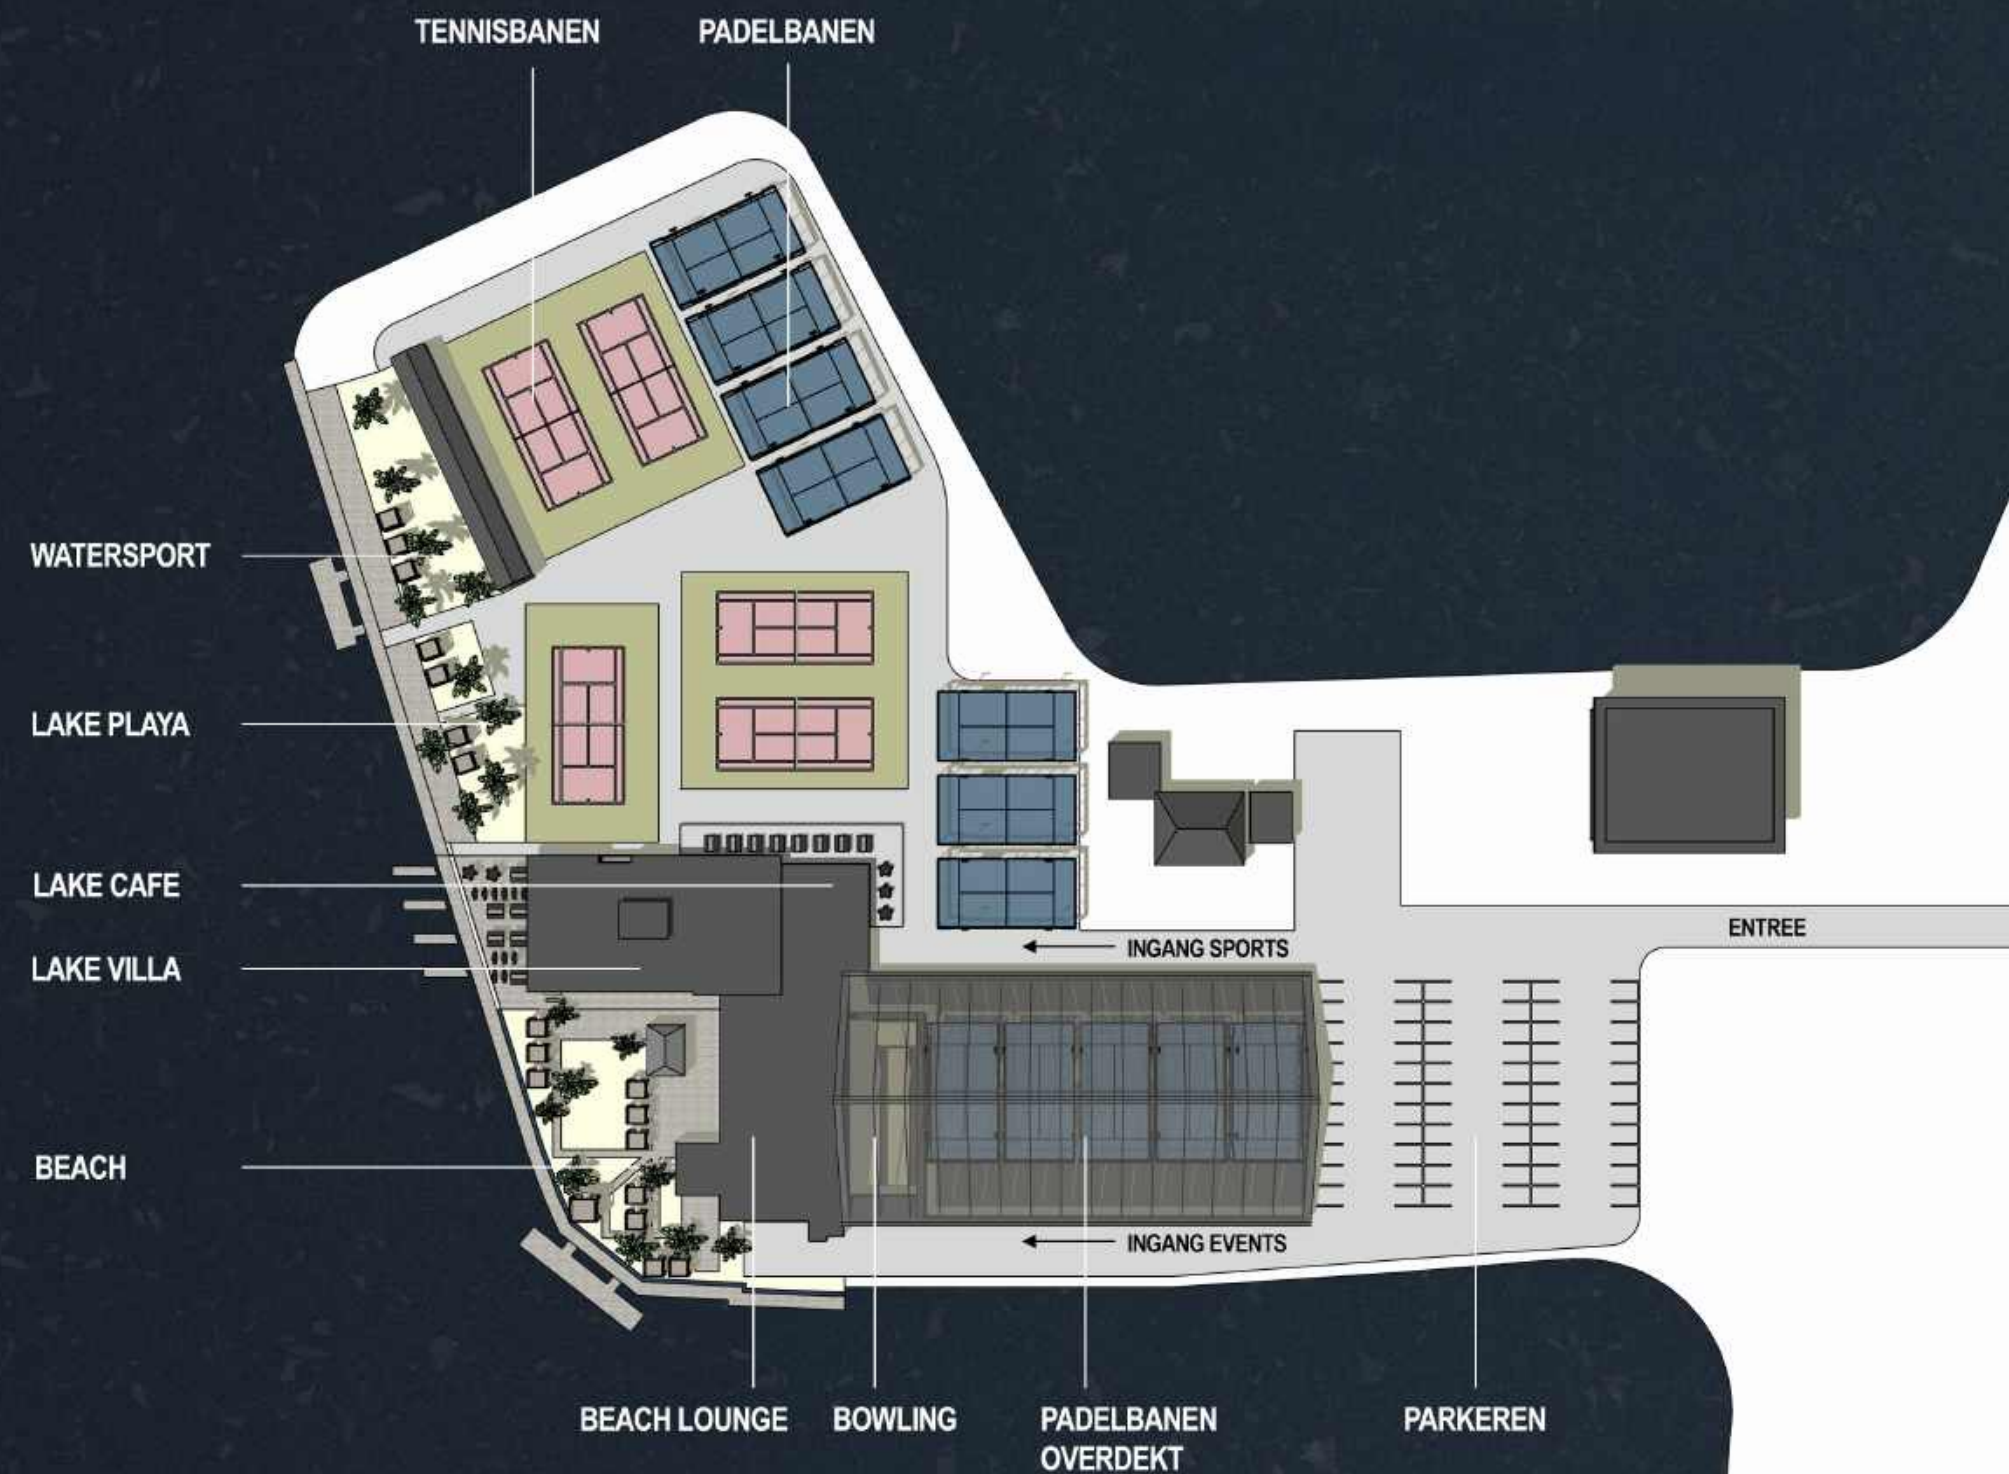 TENNISBANEN
PADELBANEN
WATERSPORT
LAKE PLAYA
LAKE CAFE
LAKE VILLA
BEACH
ENTREE
INGANG SPORTS
INGANG EVENTS
BEACH LOUNGE
BOWLING
PADELBANEN
OVERDEKT
PARKEREN